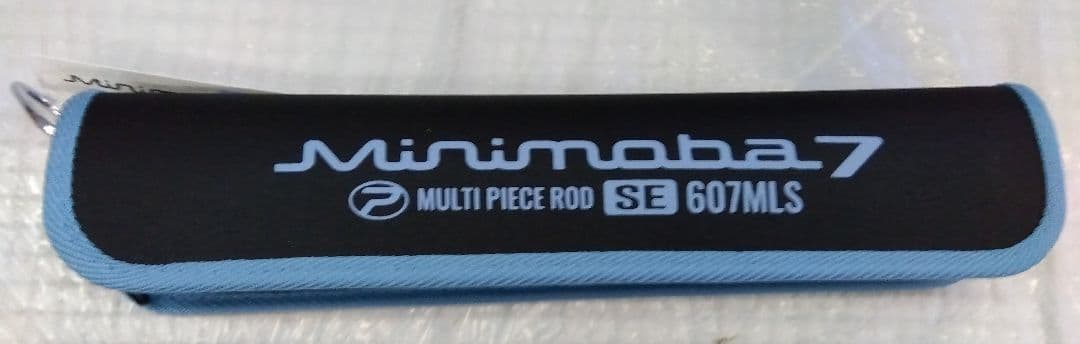 Minimoba7
MULTI PIECE ROD SE 607MLS